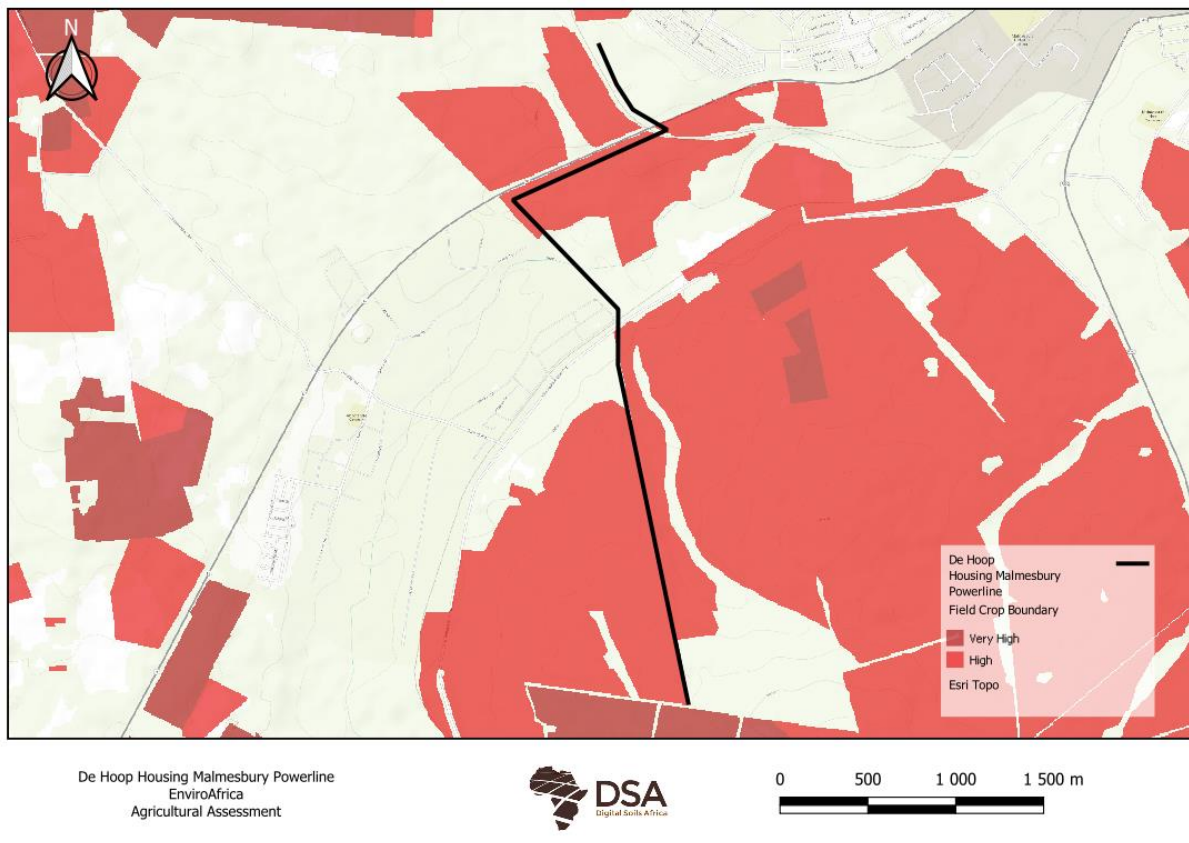 N
De Hoop
Housing Malmesbury
Powerline
Field Crop Boundary
Very High
High
Esri Topo
De Hoop Housing Malmesbury Powerline
EnviroAfrica
Agricultural Assessment
DSA
Digital Soils Africa
0 500 1 000 1 500 m